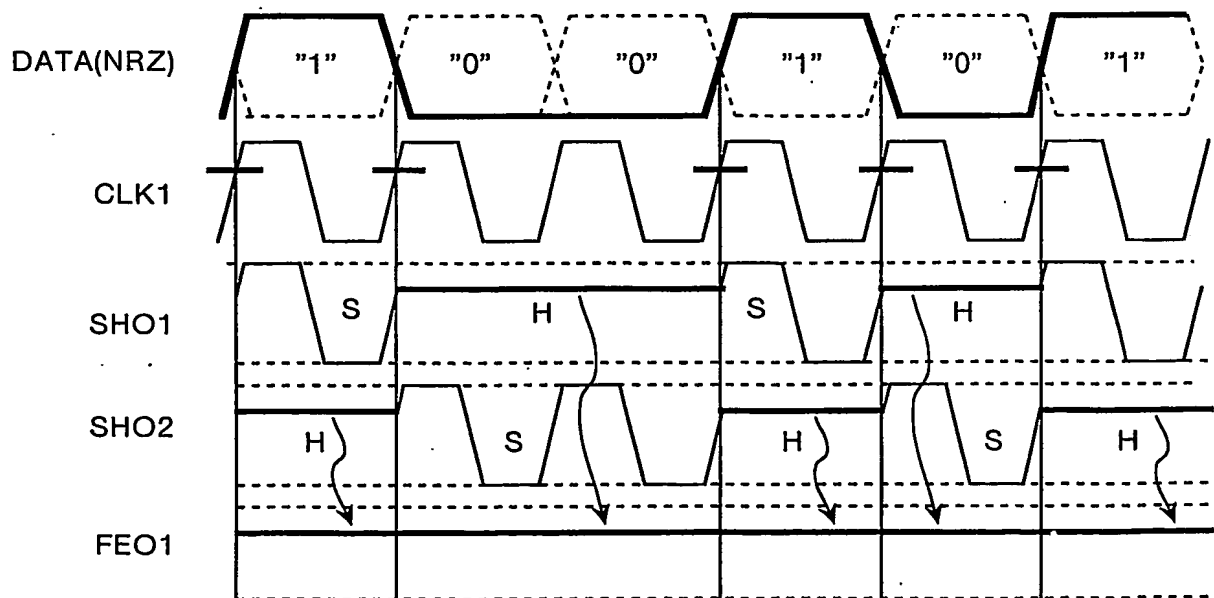 DATA(NRZ) "1" "0" "0" "1" "0" "1"
CLK1
SHO1 S H S H
SHO2 H S H S H
FEO1